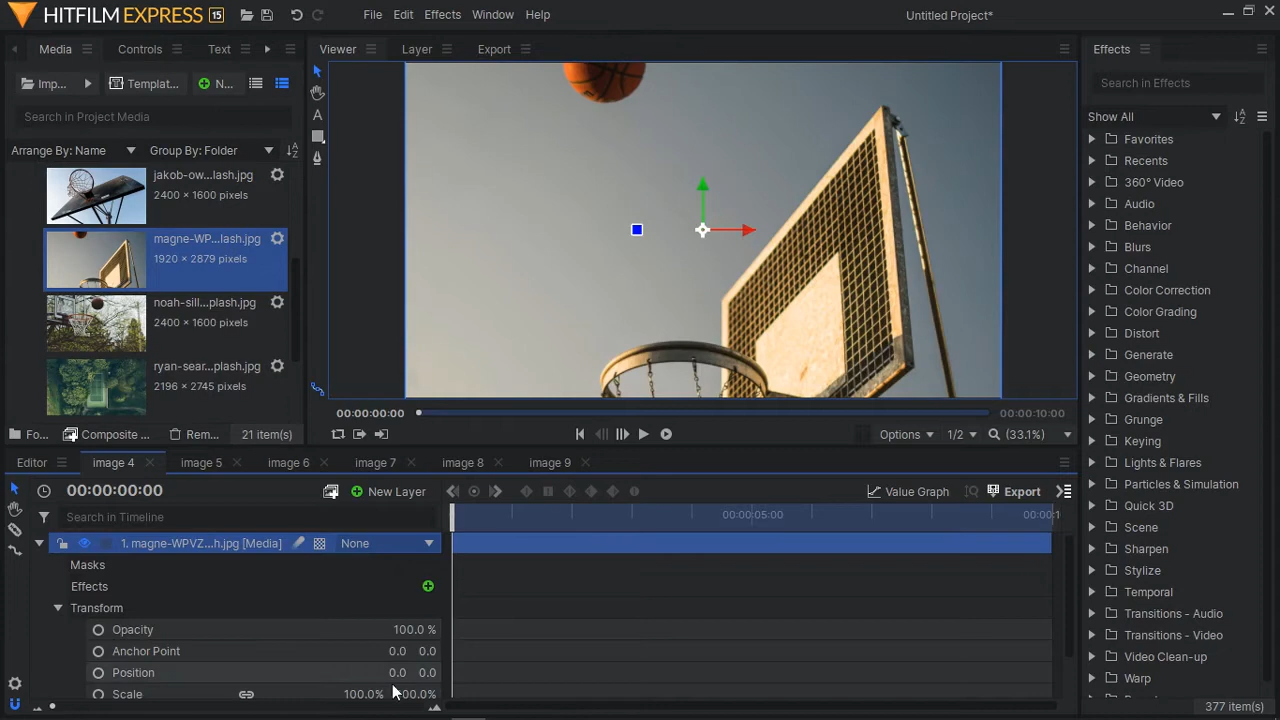 HITFILM EXPRESS 15 File Edit Effects Window Help Untitled Project*
Media Controls Text
Imp... Templat... N...
Search in Project Media
Arrange By: Name Group By: Folder
jakob-ow...lash.jpg
2400 × 1600 pixels
magne-WP...lash.jpg
1920 × 2879 pixels
noah-sill...plash.jpg
2400 × 1600 pixels
ryan-sear...plash.jpg
2196 × 2745 pixels
Fo... Composite ... Rem... 21 item(s)
Viewer Layer Export
00:00:00:00 00:00:10:00
Options 1/2 (33.1%)
Effects
Search in Effects
Show All
Favorites
Recents
360° Video
Audio
Behavior
Blurs
Channel
Color Correction
Color Grading
Distort
Generate
Geometry
Gradients & Fills
Grunge
Keying
Lights & Flares
Particles & Simulation
Quick 3D
Scene
Sharpen
Stylize
Temporal
Transitions - Audio
Transitions - Video
Video Clean-up
Warp
377 item(s)
Editor image 4 image 5 image 6 image 7 image 8 image 9
00:00:00:00 New Layer Value Graph Export
Search in Timeline 00:00:05:00 00:00:1
1. magne-WPVZ...h.jpg [Media] None
Masks
Effects
Transform
Opacity 100.0 %
Anchor Point 0.0 0.0
Position 0.0 0.0
Scale 100.0%